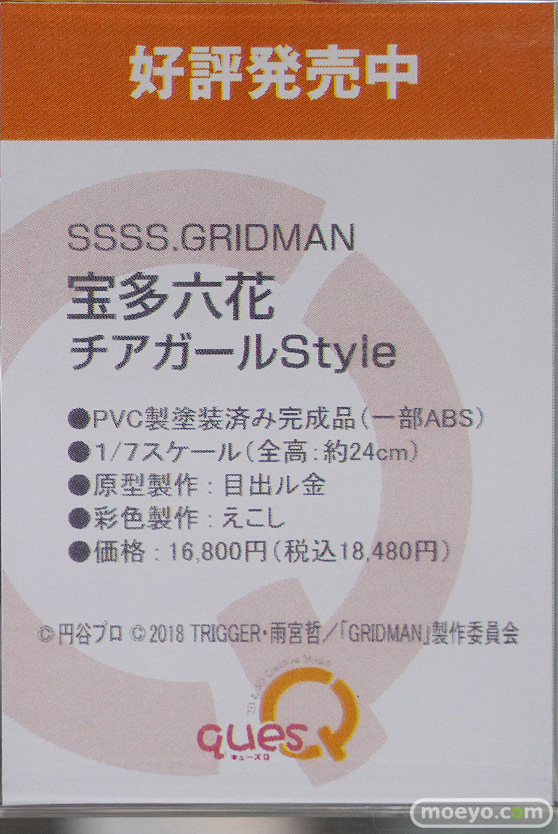 好評発売中
SSSS.GRIDMAN
宝多六花
チアガールStyle
●PVC製塗装済み完成品（一部ABS）
●1/7スケール（全高：約24cm）
●原型製作：目出ル金
●彩色製作：えこし
●価格：16,800円（税込18,480円）
©円谷プロ ©2018 TRIGGER・雨宮哲／「GRIDMAN」製作委員会
quesQ
キューズQ
moeyo.com